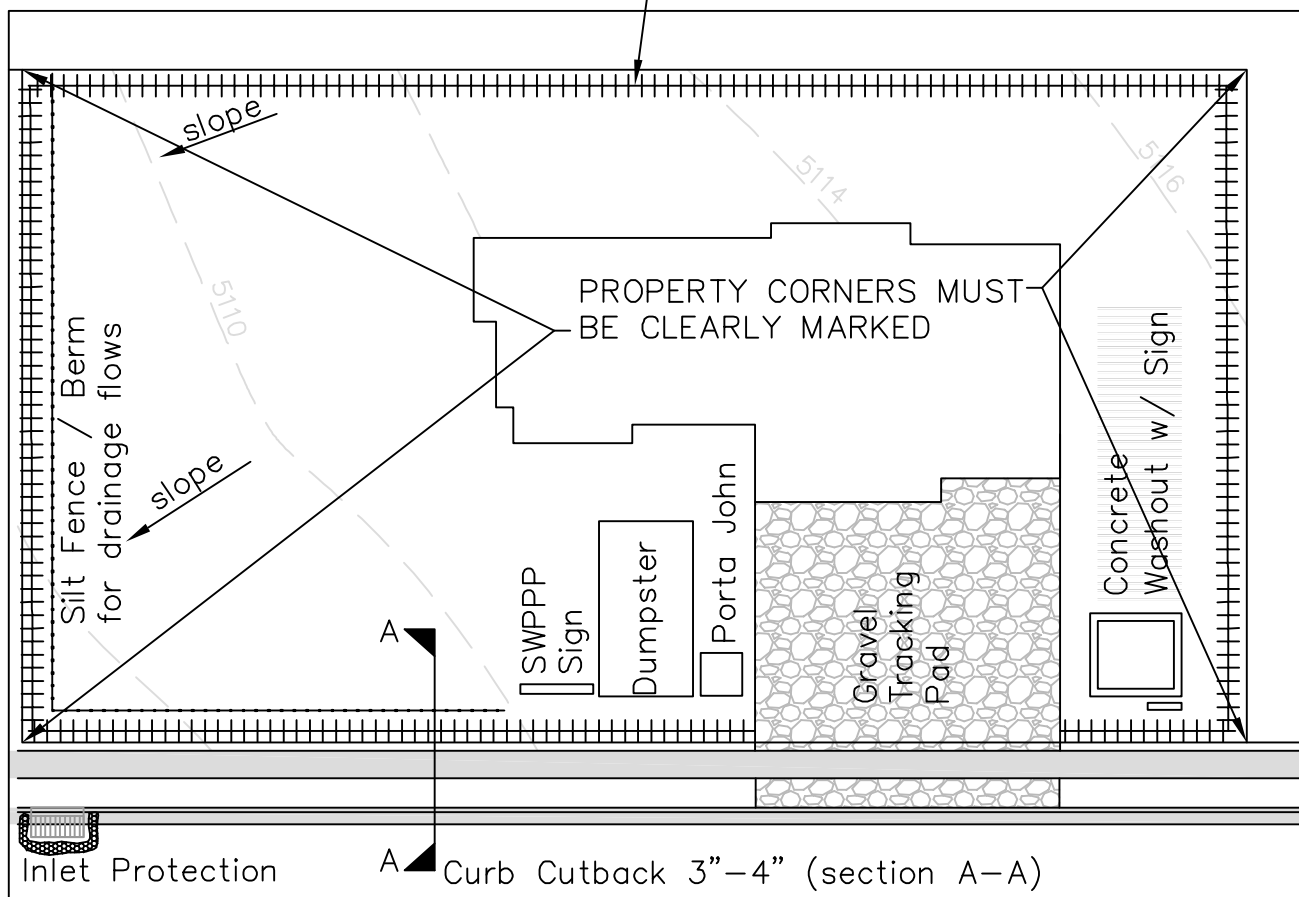 slope
5114
5116
5110
PROPERTY CORNERS MUST
BE CLEARLY MARKED
Silt Fence / Berm
for drainage flows
slope
Concrete
Washout w/ Sign
A
SWPPP
Sign
Dumpster
Porta John
Gravel
Tracking
Pad
Inlet Protection
A
Curb Cutback 3”–4” (section A–A)